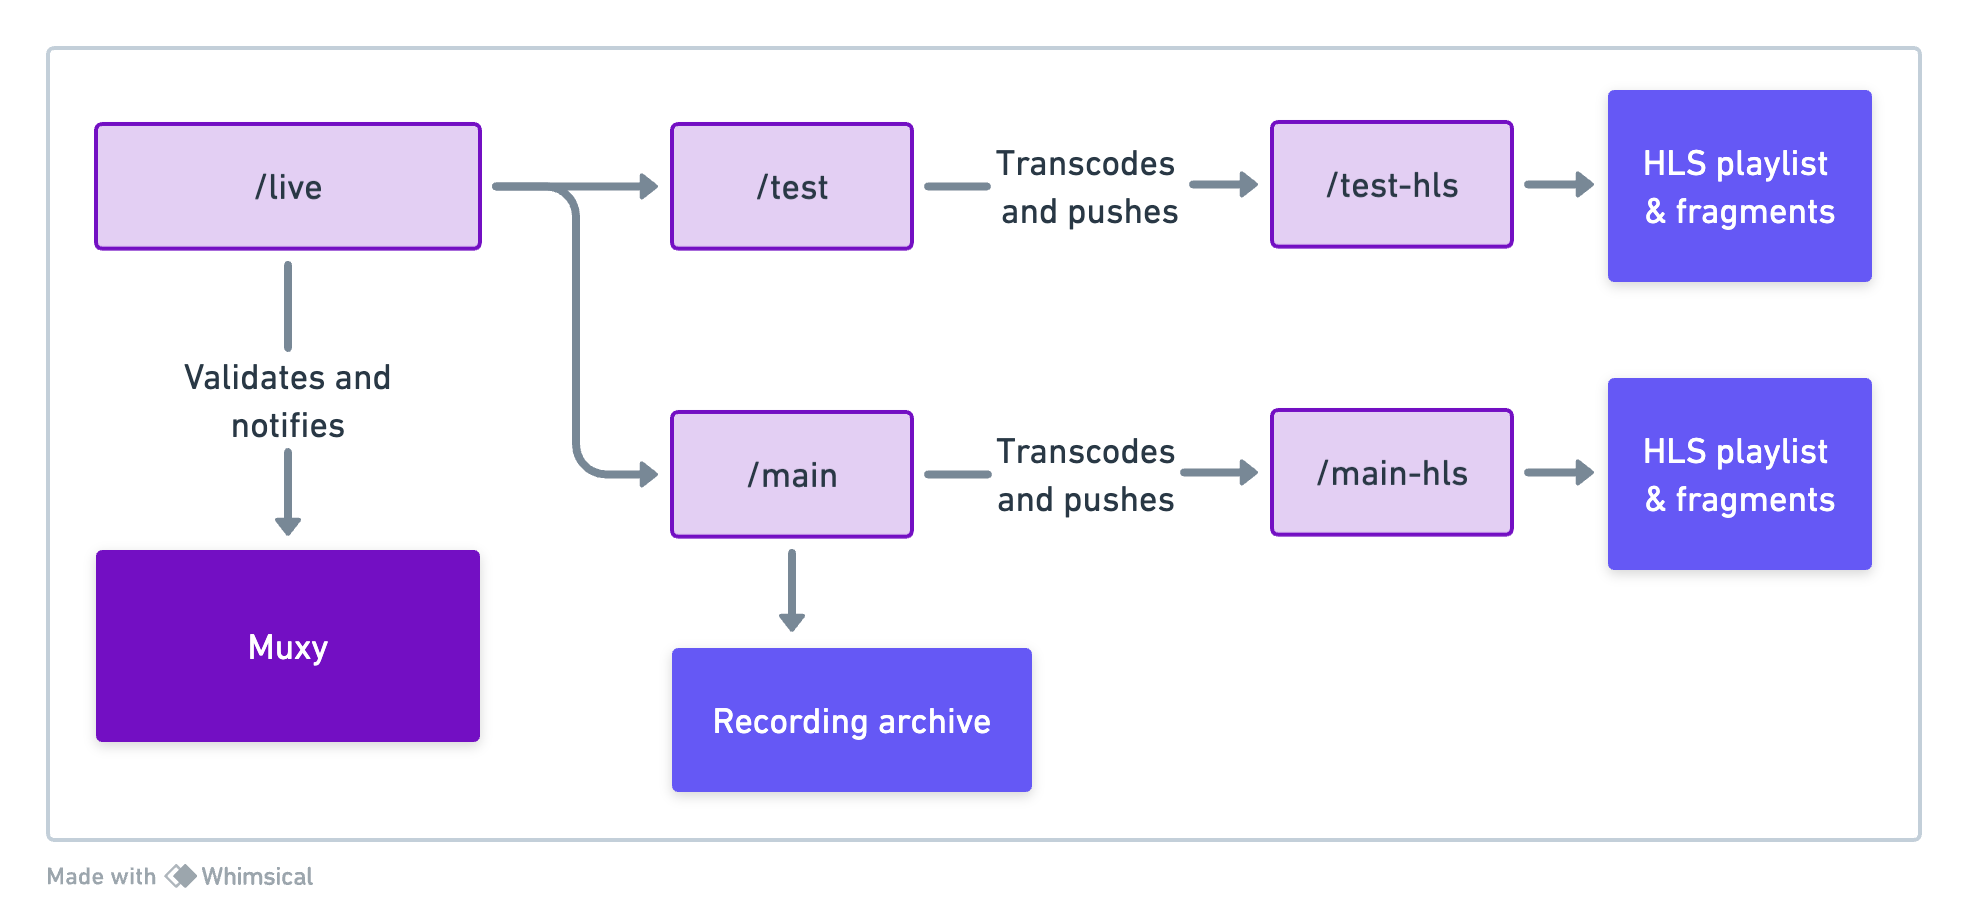 /live
/test
Transcodes
and pushes
/test-hls
HLS playlist
& fragments
Validates and
notifies
/main
Transcodes
and pushes
/main-hls
HLS playlist
& fragments
Muxy
Recording archive
Made with Whimsical